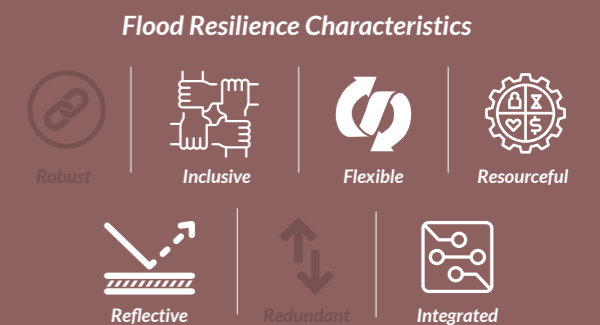 Flood Resilience Characteristics
Robust
Inclusive
Flexible
Resourceful
Reflective
Redundant
Integrated